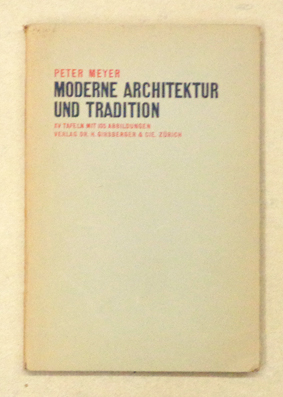 PETER MEYER
MODERNE ARCHITEKTUR
UND TRADITION
TAFELN MIT ABBILDUNGEN
VERLAG DR. H. GIRSBERGER & CIE. ZÜRICH